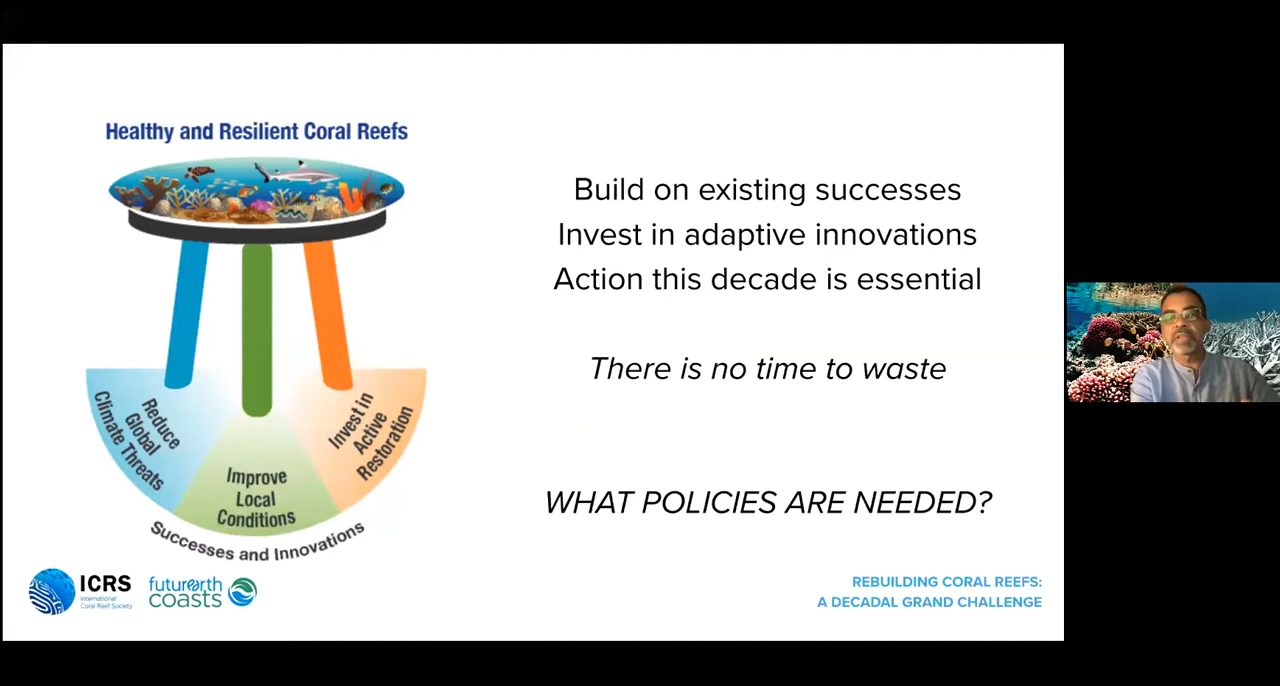 Healthy and Resilient Coral Reefs
Reduce
Global
Climate Threats
Improve
Local
Conditions
Invest in
Active
Restoration
Successes and Innovations
Build on existing successes
Invest in adaptive innovations
Action this decade is essential
There is no time to waste
WHAT POLICIES ARE NEEDED?
ICRS
International
Coral Reef Society
futurearth
coasts
REBUILDING CORAL REEFS:
A DECADAL GRAND CHALLENGE